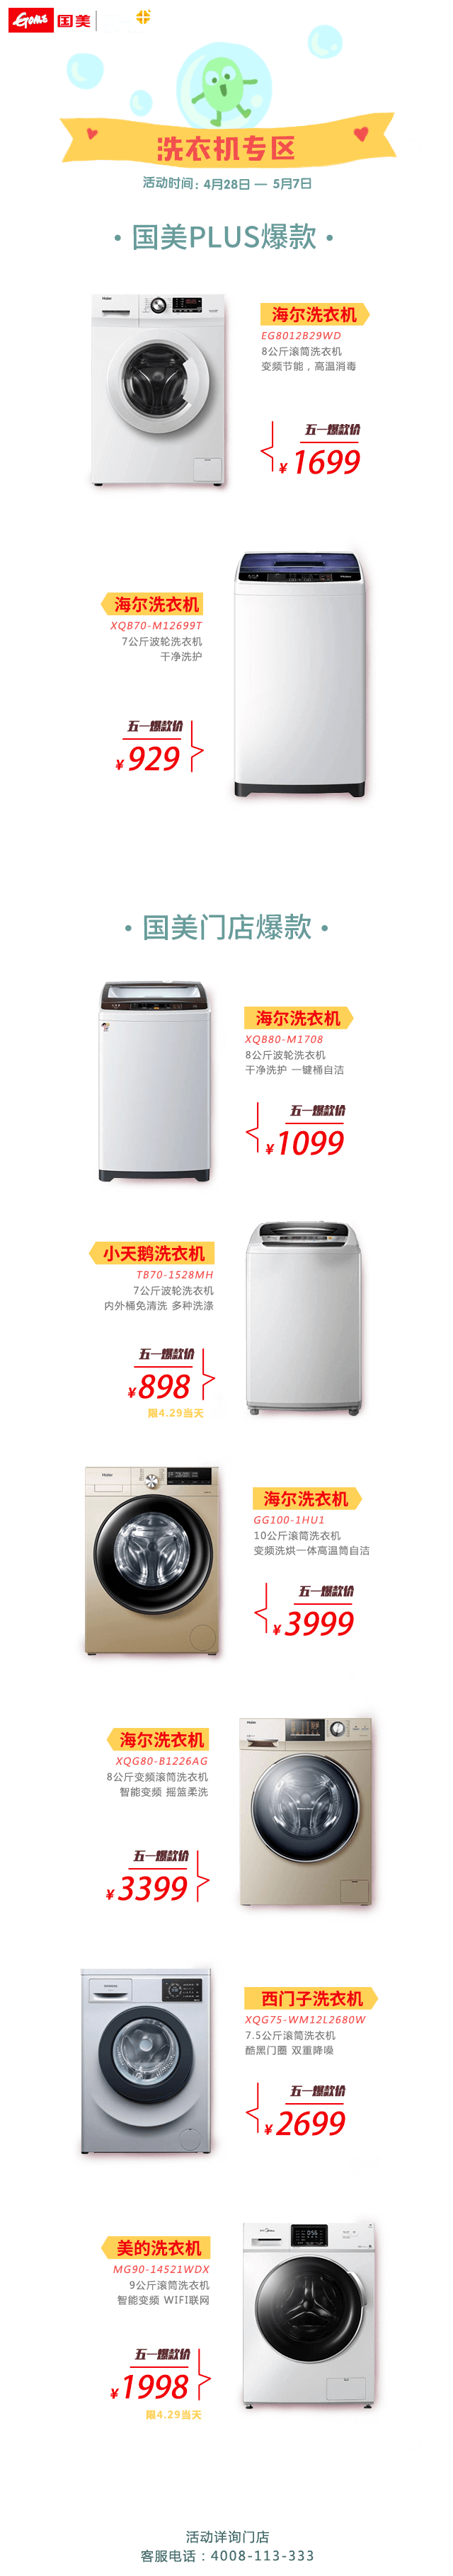 GOME 国美
洗衣机专区
活动时间：4月28日 — 5月7日
·国美PLUS爆款·
Haier
海尔洗衣机
EG8012B29WD
8公斤滚筒洗衣机
变频节能，高温消毒
五一爆款价
¥1699
海尔洗衣机
XQB70-M12699T
7公斤波轮洗衣机
干净洗护
五一爆款价
¥929
·国美门店爆款·
海尔洗衣机
XQB80-M1708
8公斤波轮洗衣机
干净洗护 一键桶自洁
五一爆款价
¥1099
小天鹅洗衣机
TB70-1528MH
7公斤波轮洗衣机
内外桶免清洗 多种洗涤
五一爆款价
¥898
限4.29当天
Haier
海尔洗衣机
GG100-1HU1
10公斤滚筒洗衣机
变频洗烘一体高温筒自洁
五一爆款价
¥3999
海尔洗衣机
XQG80-B1226AG
8公斤变频滚筒洗衣机
智能变频 摇篮柔洗
五一爆款价
¥3399
Haier
西门子洗衣机
XQG75-WM12L2680W
7.5公斤滚筒洗衣机
酷黑门圈 双重降噪
五一爆款价
¥2699
美的洗衣机
MG90-14521WDX
9公斤滚筒洗衣机
智能变频 WIFI联网
五一爆款价
¥1998
限4.29当天
活动详询门店
客服电话：4008-113-333